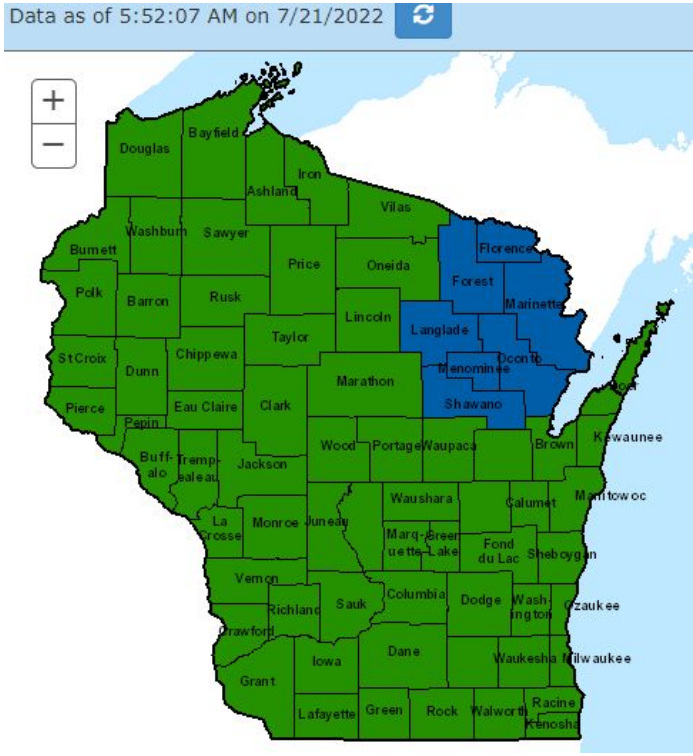 Data as of 5:52:07 AM on 7/21/2022
+
−
Douglas
Bayfield
Ashland
Iron
Vilas
Burnett
Washburn
Sawyer
Price
Oneida
Forest
Florence
Marinette
Polk
Barron
Rusk
Lincoln
Langlade
Taylor
St Croix
Dunn
Chippewa
Marathon
Menominee
Oconto
Shawano
Door
Pierce
Pepin
Eau Claire
Clark
Buff-
alo
Tremp-
ealeau
Jackson
Wood
Portage
Waupaca
Brown
Kewaunee
La
Crosse
Monroe
Juneau
Waushara
Calumet
Manitowoc
Marq-
uette
Green
Lake
Fond
du Lac
Sheboygan
Vernon
Richland
Sauk
Columbia
Dodge
Wash-
ington
Ozaukee
Crawford
Grant
Iowa
Dane
Waukesha
Milwaukee
Lafayette
Green
Rock
Walworth
Racine
Kenosha